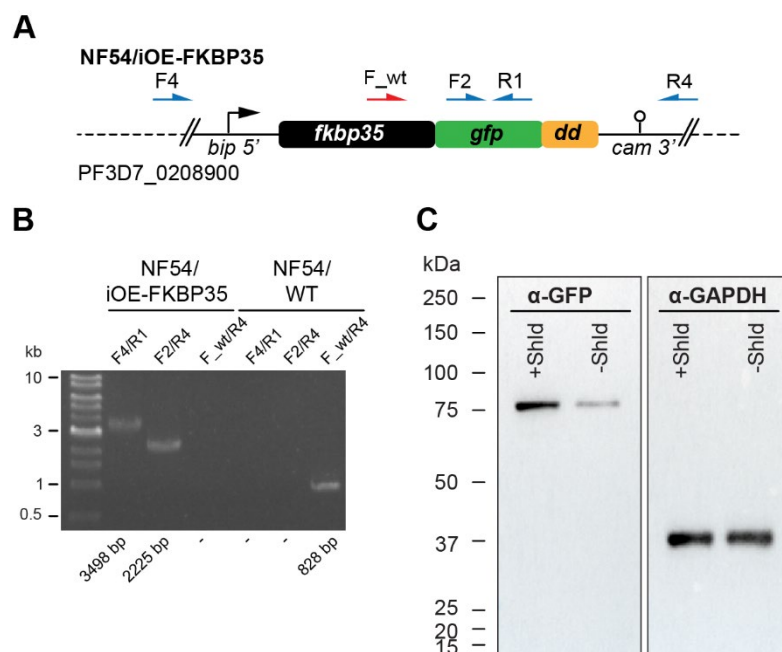 A
NF54/iOE-FKBP35
F4 F_wt F2 R1 R4
bip 5' fkbp35 gfp dd cam 3'
PF3D7_0208900
B
NF54/ NF54/
iOE-FKBP35 WT
F4/R1 F2/R4 F_wt/R4 F4/R1 F2/R4 F_wt/R4
kb
10
3
1
0.5
3498 bp 2225 bp - - - 828 bp
C
kDa
α-GFP α-GAPDH
+Shld -Shld +Shld -Shld
250
150
100
75
50
37
25
20
15